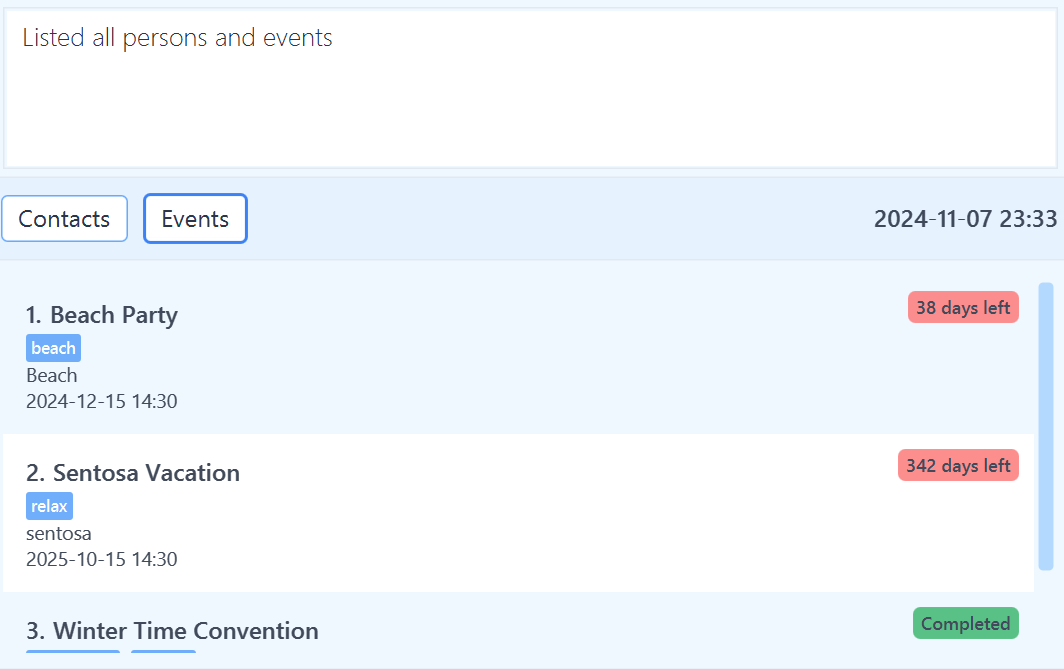 Listed all persons and events
Contacts Events 2024-11-07 23:33
1. Beach Party 38 days left
beach
Beach
2024-12-15 14:30
2. Sentosa Vacation 342 days left
relax
sentosa
2025-10-15 14:30
3. Winter Time Convention Completed